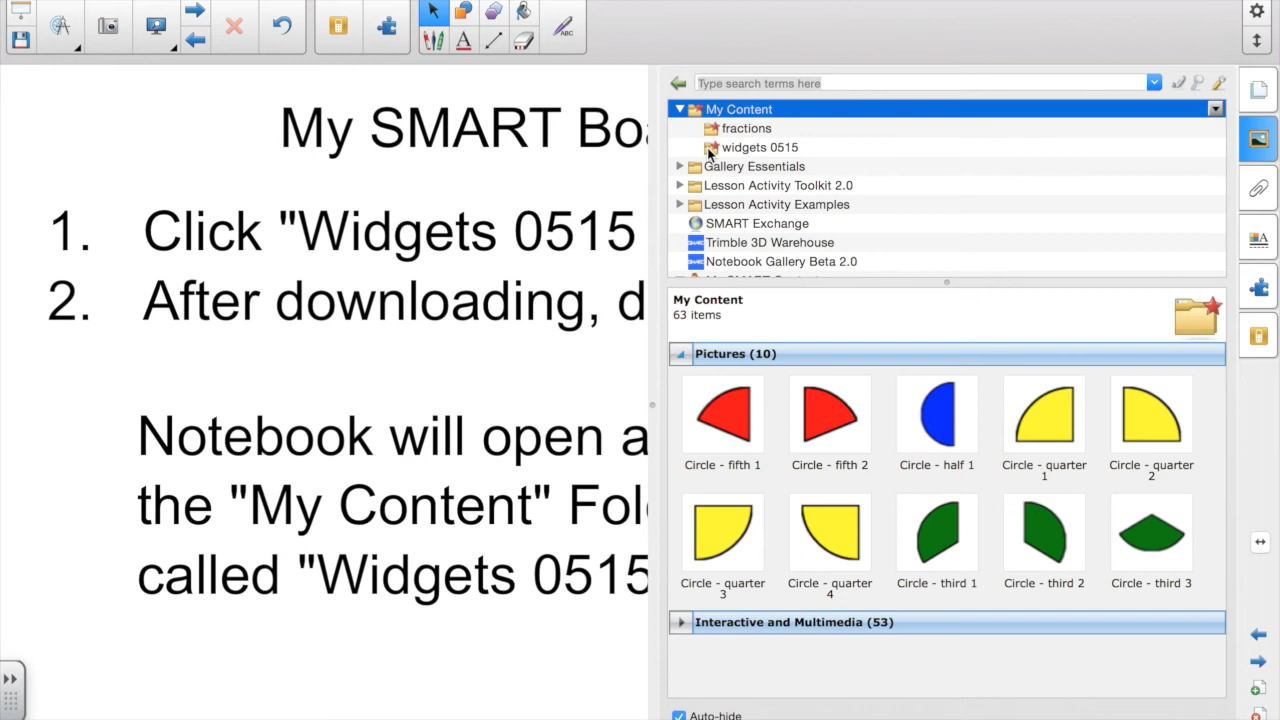 ABC
A
Type search terms here
My Content
fractions
widgets 0515
Gallery Essentials
Lesson Activity Toolkit 2.0
Lesson Activity Examples
SMART Exchange
Trimble 3D Warehouse
Notebook Gallery Beta 2.0
My SMART Boa
1. Click "Widgets 0515
2. After downloading, d
Notebook will open a
the "My Content" Fol
called "Widgets 0515
My Content
63 items
Pictures (10)
Circle - fifth 1
Circle - fifth 2
Circle - half 1
Circle - quarter
1
Circle - quarter
2
Circle - quarter
3
Circle - quarter
4
Circle - third 1
Circle - third 2
Circle - third 3
Interactive and Multimedia (53)
Auto-hide